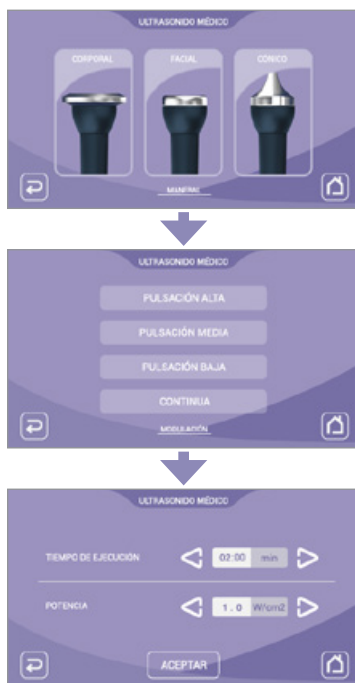 ULTRASONIDO MÉDICO
CORPORAL FACIAL CÓNICO
MANERAL
ULTRASONIDO MÉDICO
PULSACIÓN ALTA
PULSACIÓN MEDIA
PULSACIÓN BAJA
CONTINUA
MODULACIÓN
ULTRASONIDO MÉDICO
TIEMPO DE EJECUCIÓN 02:00 min
POTENCIA 1.0 W/cm2
ACEPTAR